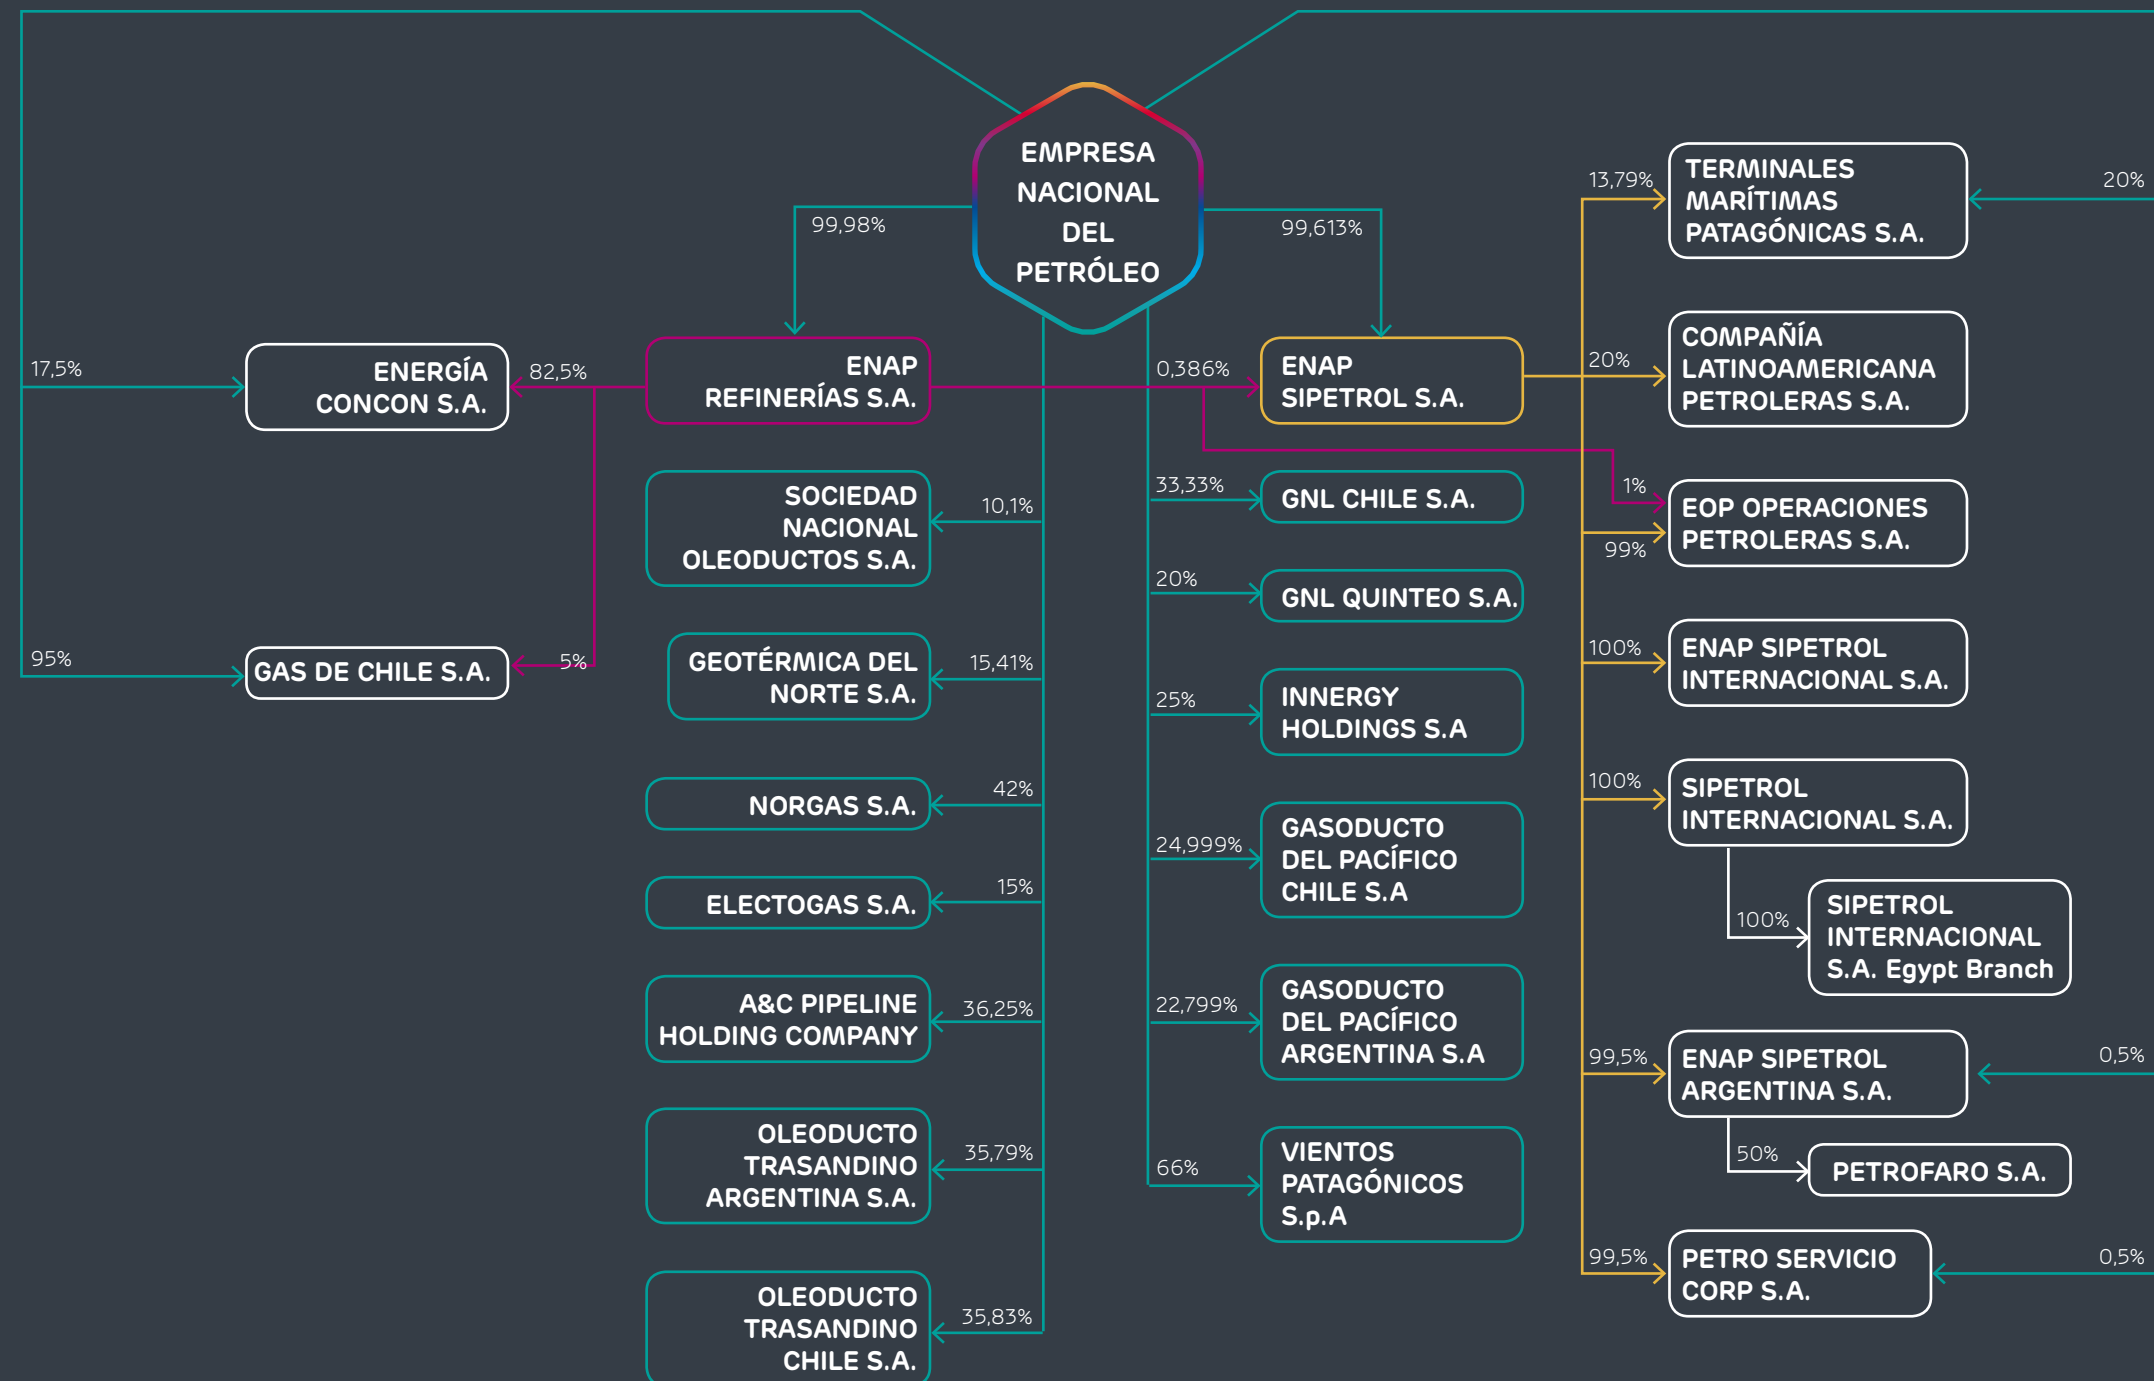 EMPRESA
NACIONAL
DEL
PETRÓLEO
99,98%
99,613%
17,5%
ENERGÍA
CONCON S.A.
82,5%
95%
GAS DE CHILE S.A.
5%
ENAP
REFINERÍAS S.A.
0,386%
ENAP
SIPETROL S.A.
SOCIEDAD
NACIONAL
OLEODUCTOS S.A.
10,1%
GEOTÉRMICA DEL
NORTE S.A.
15,41%
NORGAS S.A.
42%
ELECTOGAS S.A.
15%
A&C PIPELINE
HOLDING COMPANY
36,25%
OLEODUCTO
TRASANDINO
ARGENTINA S.A.
35,79%
OLEODUCTO
TRASANDINO
CHILE S.A.
35,83%
33,33%
GNL CHILE S.A.
20%
GNL QUINTEO S.A.
25%
INNERGY
HOLDINGS S.A
24,999%
GASODUCTO
DEL PACÍFICO
CHILE S.A
22,799%
GASODUCTO
DEL PACÍFICO
ARGENTINA S.A
66%
VIENTOS
PATAGÓNICOS
S.p.A
13,79%
TERMINALES
MARÍTIMAS
PATAGÓNICAS S.A.
20%
20%
COMPAÑÍA
LATINOAMERICANA
PETROLERAS S.A.
1%
99%
EOP OPERACIONES
PETROLERAS S.A.
100%
ENAP SIPETROL
INTERNACIONAL S.A.
100%
SIPETROL
INTERNACIONAL S.A.
100%
SIPETROL
INTERNACIONAL
S.A. Egypt Branch
99,5%
ENAP SIPETROL
ARGENTINA S.A.
0,5%
50%
PETROFARO S.A.
99,5%
PETRO SERVICIO
CORP S.A.
0,5%